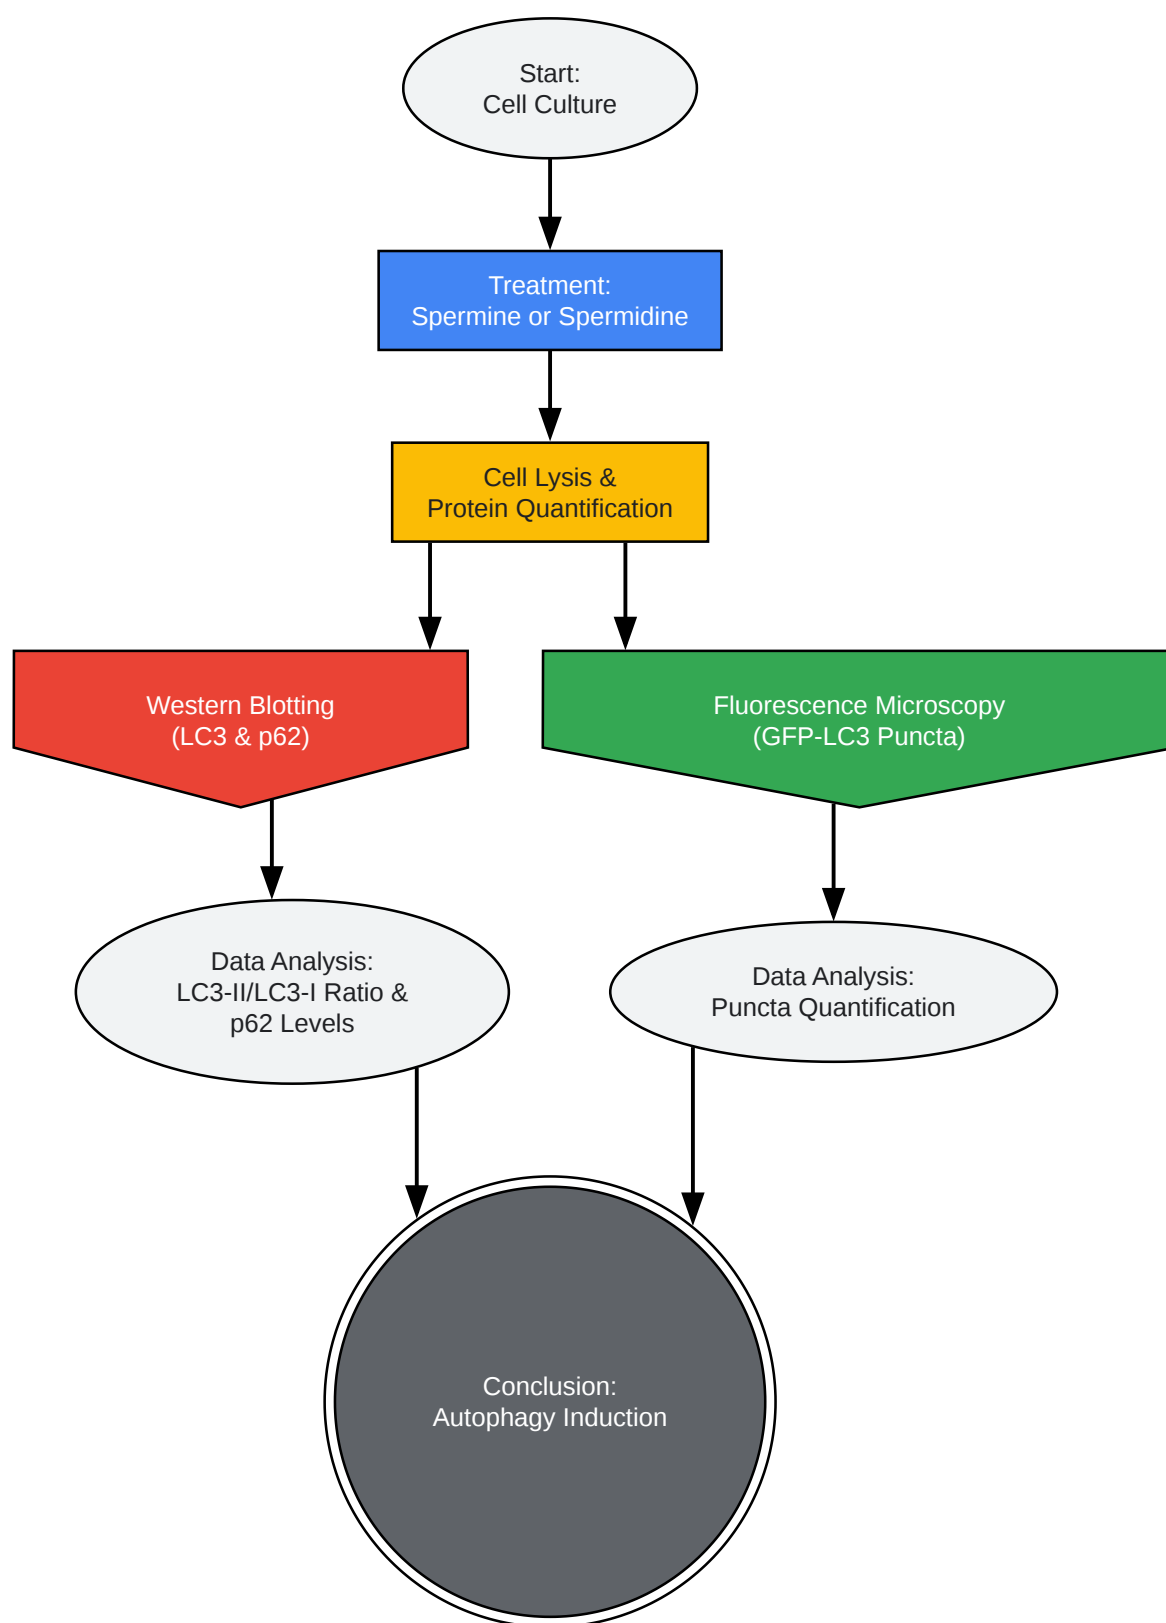 Start:
Cell Culture
Treatment:
Spermine or Spermidine
Cell Lysis &
Protein Quantification
Western Blotting
(LC3 & p62)
Fluorescence Microscopy
(GFP-LC3 Puncta)
Data Analysis:
LC3-II/LC3-I Ratio &
p62 Levels
Data Analysis:
Puncta Quantification
Conclusion:
Autophagy Induction